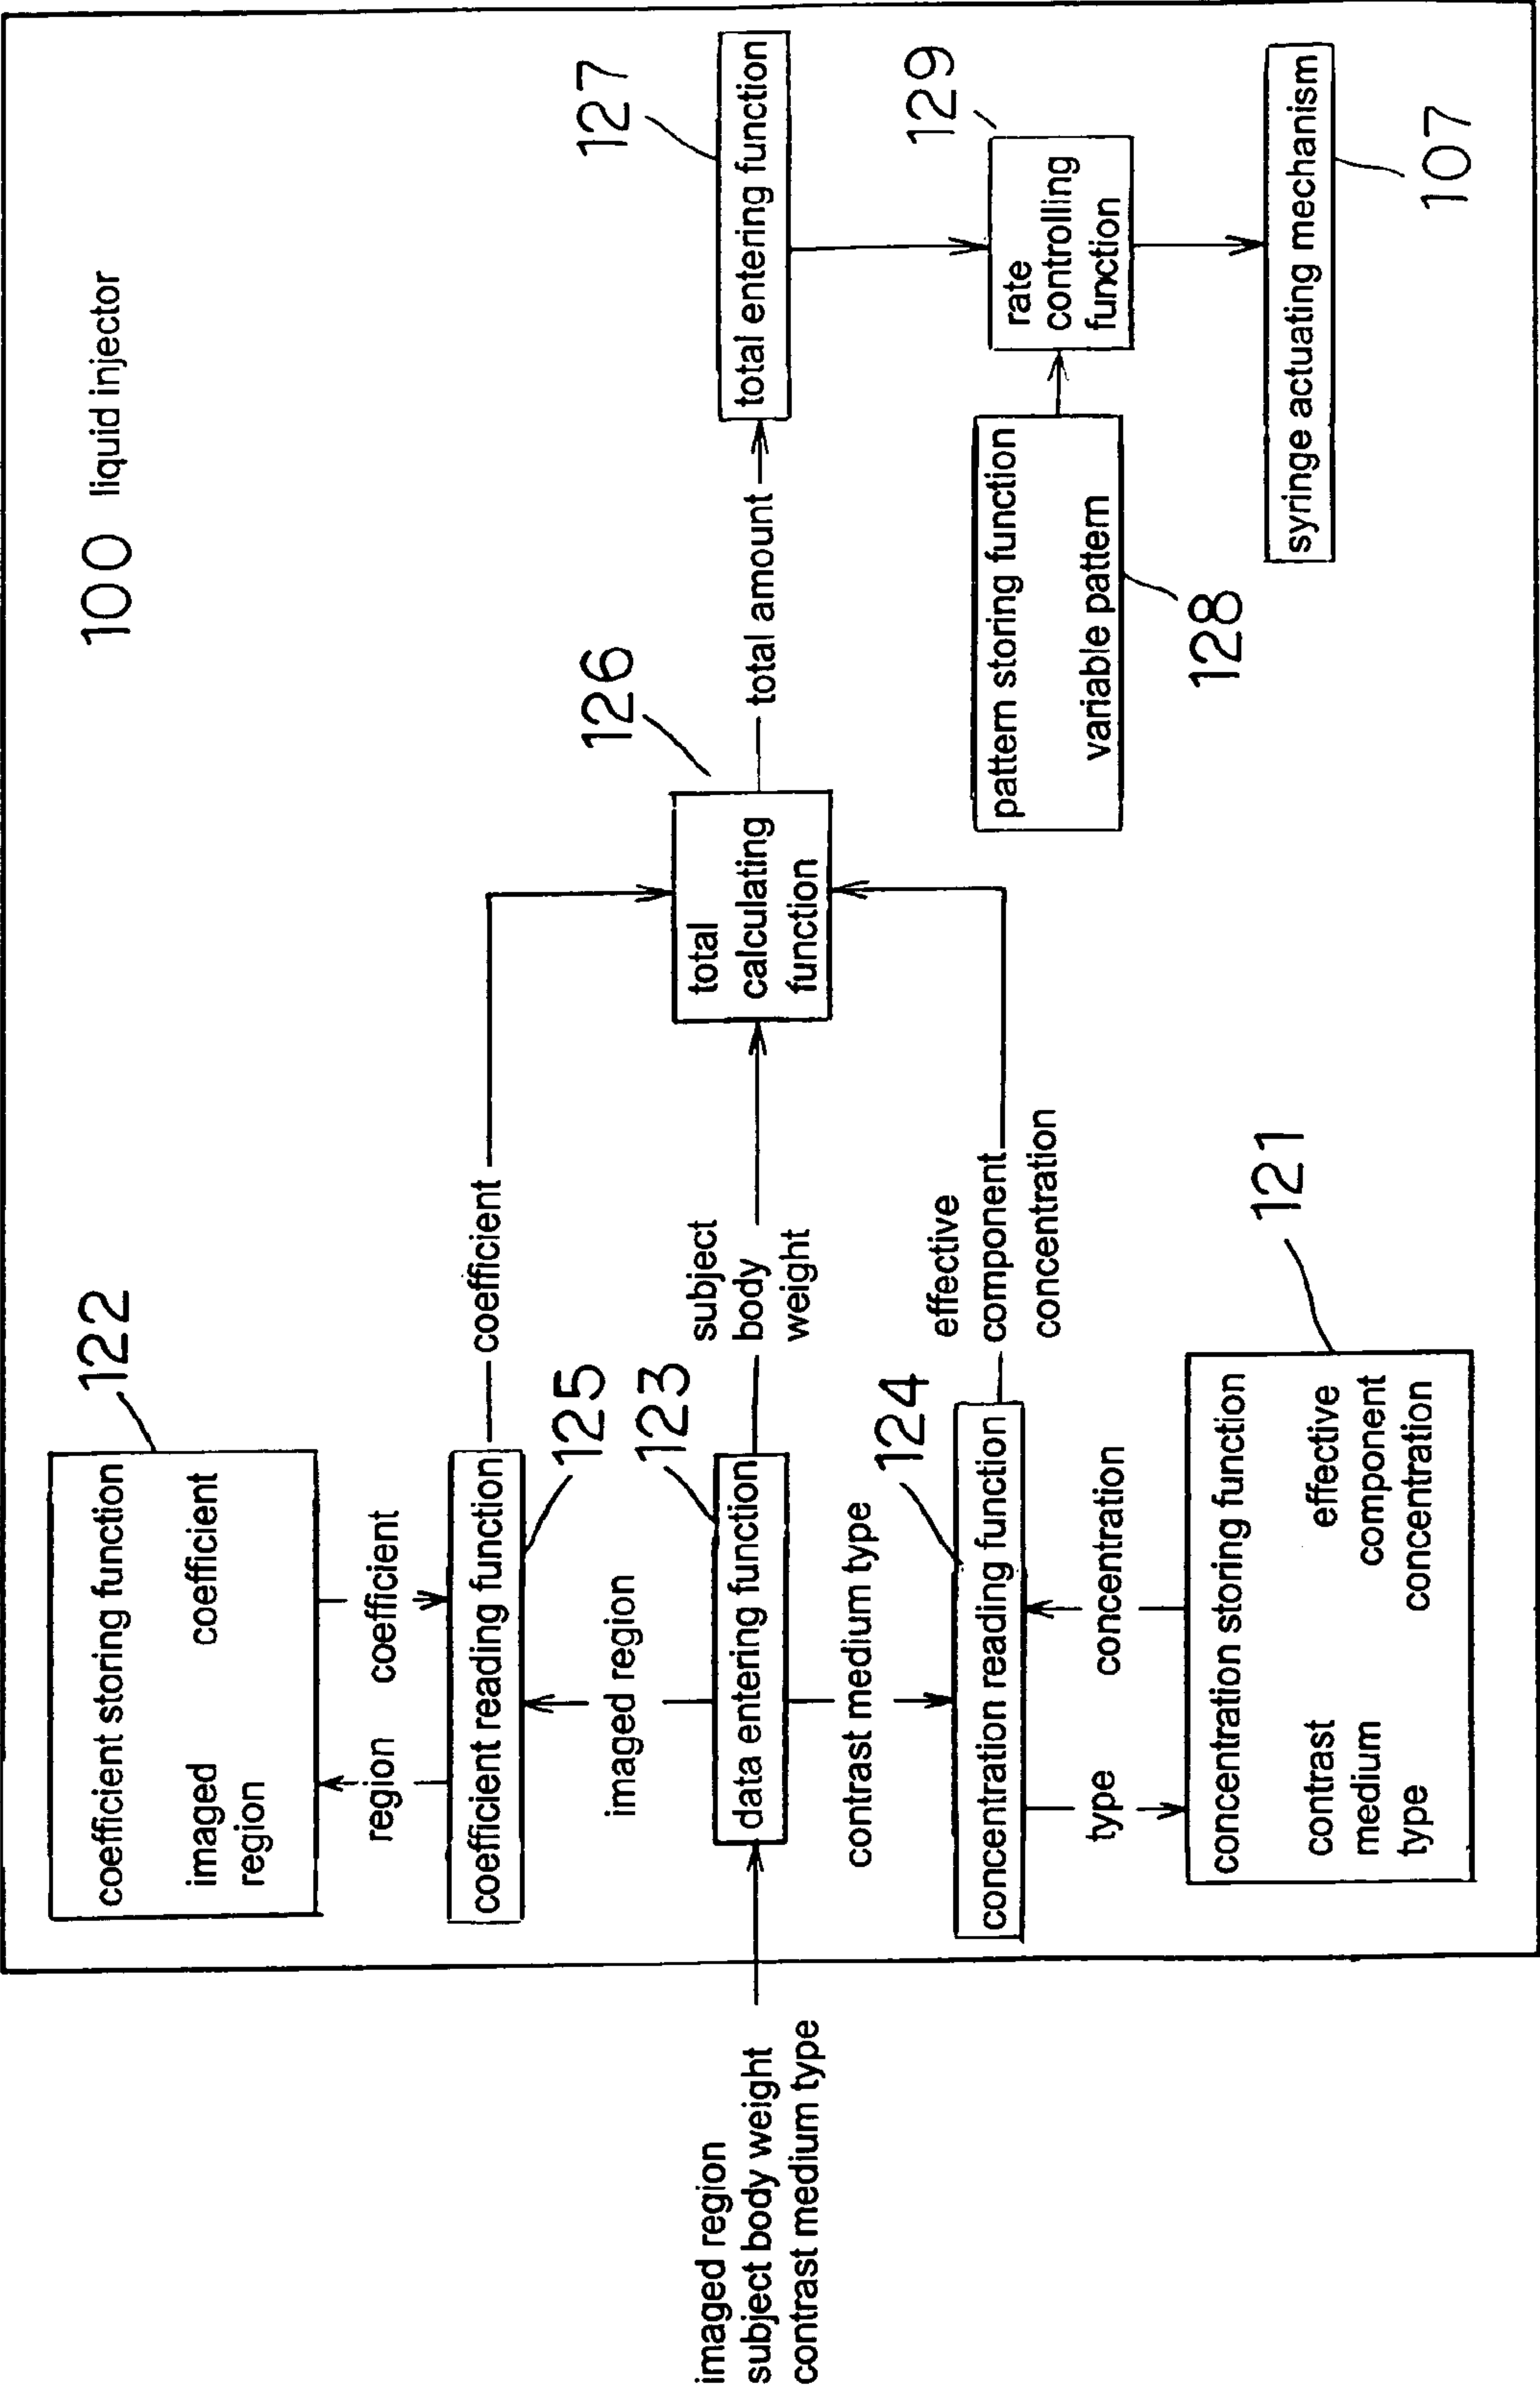 100 liquid injector
122
coefficient storing function
imaged
region
coefficient
region
coefficient
coefficient reading function
125
coefficient
imaged region
123
data entering function
imaged region
subject body weight
contrast medium type
subject
body
weight
126
total
calculating
function
total amount
127
total entering function
contrast medium type
124
concentration reading function
effective
component
concentration
type
concentration
121
concentration storing function
contrast
medium
type
effective
component
concentration
pattern storing function
variable pattern
128
129
rate
controlling
function
syringe actuating mechanism
107